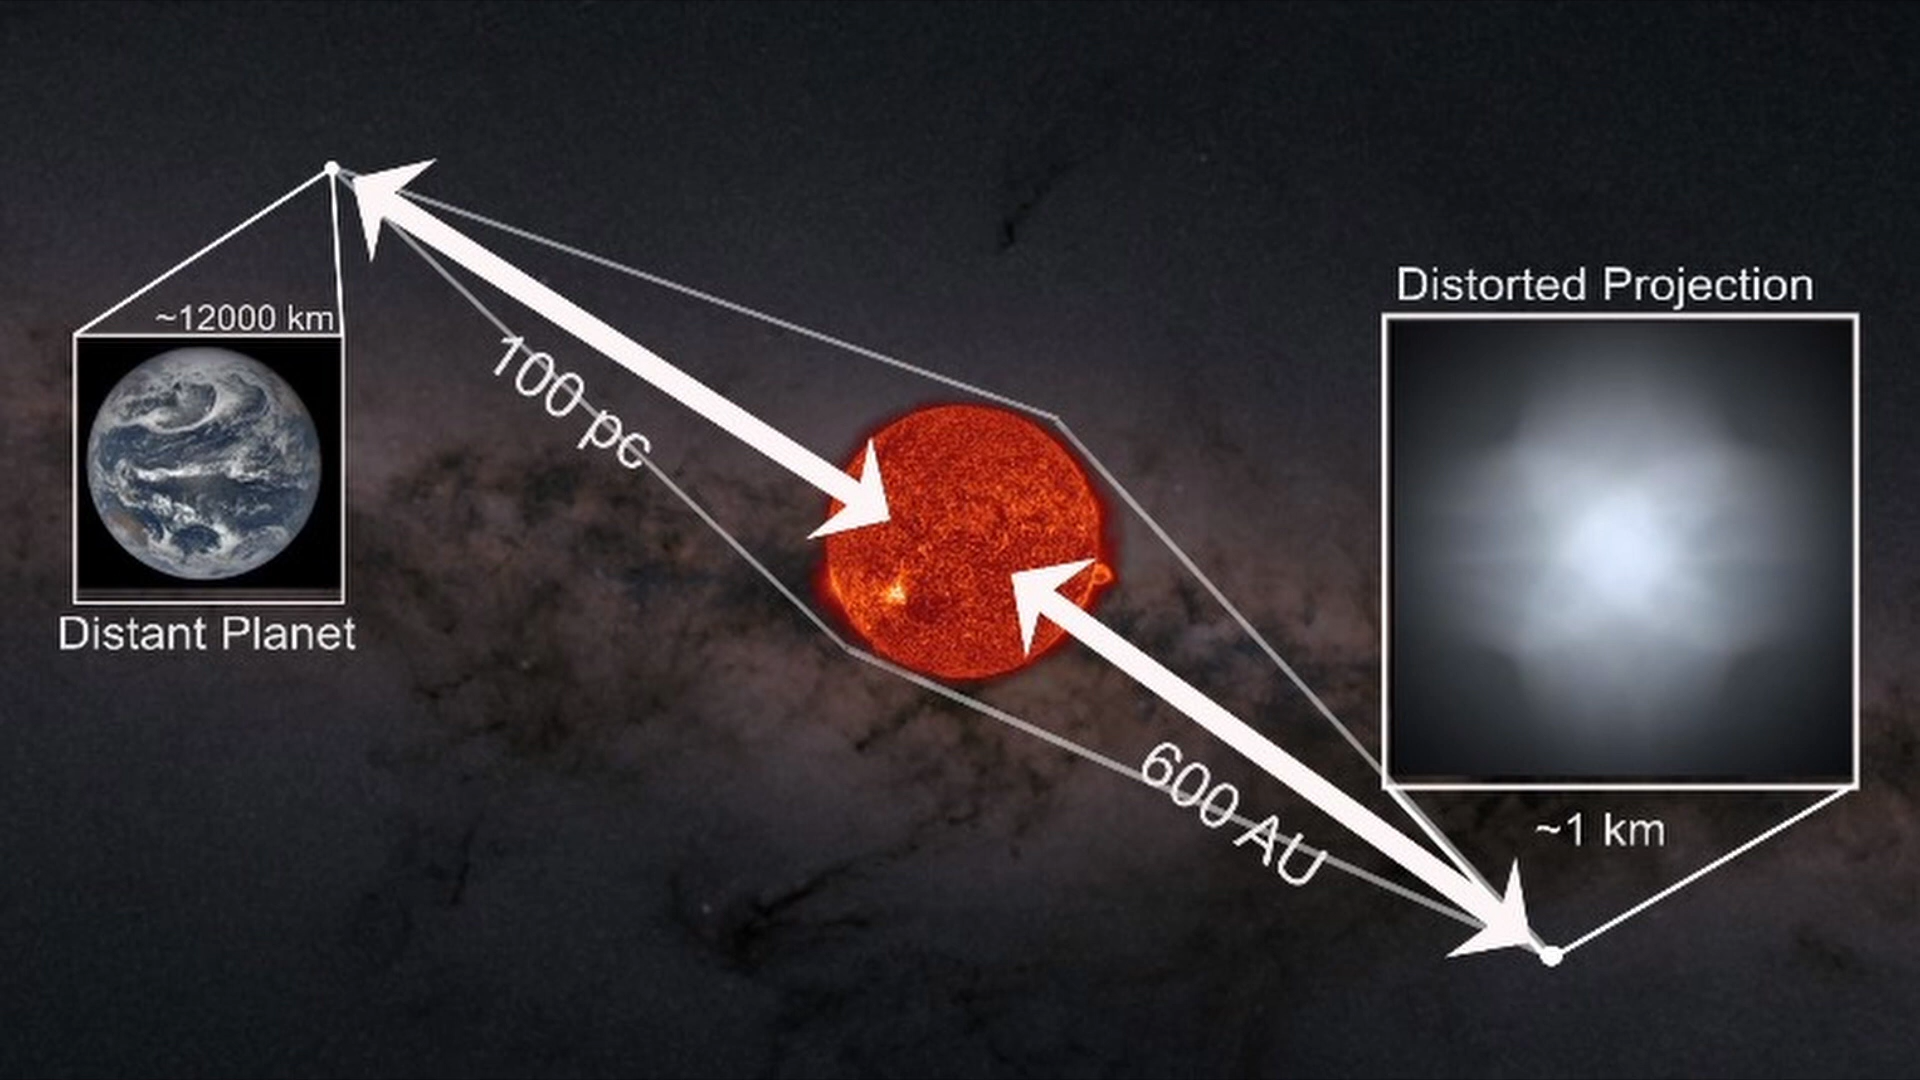 ~12000 km
Distant Planet
100 pc
600 AU
Distorted Projection
~1 km